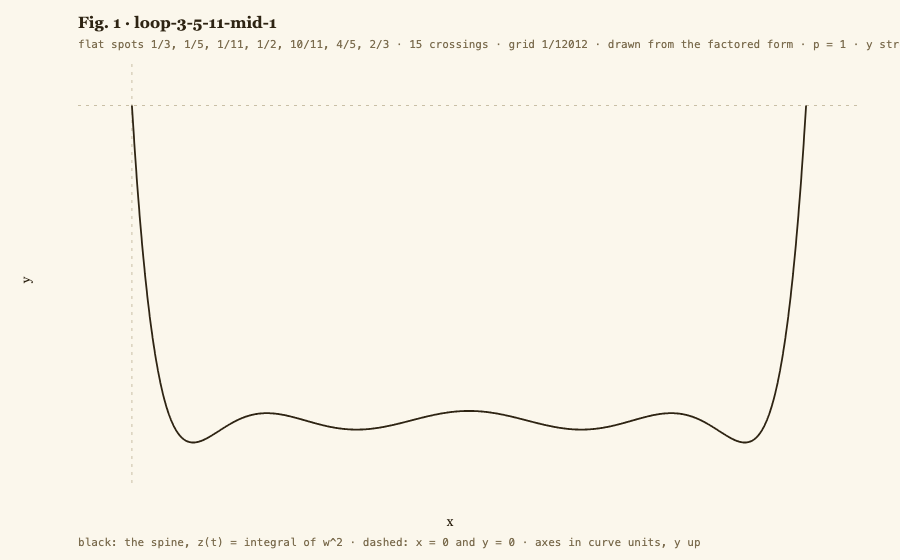 Fig. 1 · loop-3-5-11-mid-1
flat spots 1/3, 1/5, 1/11, 1/2, 10/11, 4/5, 2/3 · 15 crossings · grid 1/12012 · drawn from the factored form · p = 1 · y str
y
x
black: the spine, z(t) = integral of w^2 · dashed: x = 0 and y = 0 · axes in curve units, y up